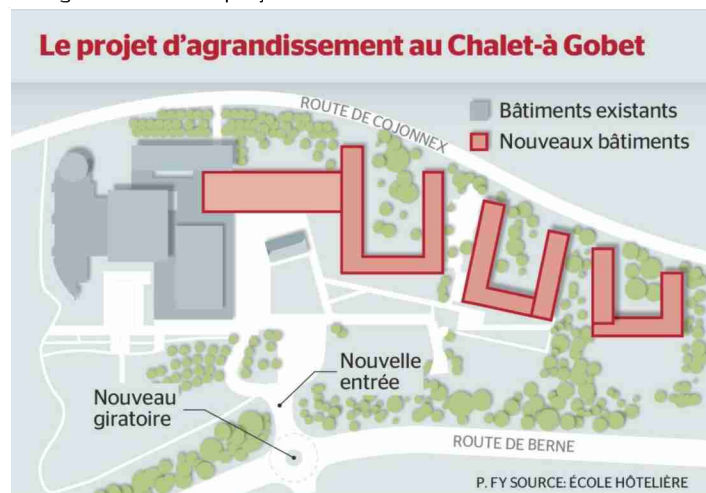 Le projet d'agrandissement au Chalet-à Gobet
ROUTE DE COJONNEX
Bâtiments existants
Nouveaux bâtiments
Nouvelle
entrée
Nouveau
giratoire
ROUTE DE BERNE
P. FY SOURCE: ÉCOLE HÔTELIÈRE